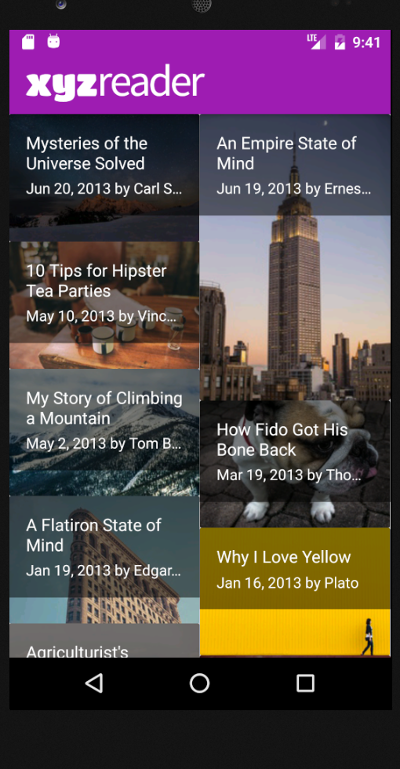 LTE 9:41
xyzreader
Mysteries of the
Universe Solved
Jun 20, 2013 by Carl S...
An Empire State of
Mind
Jun 19, 2013 by Ernes...
10 Tips for Hipster
Tea Parties
May 10, 2013 by Vinc...
My Story of Climbing
a Mountain
May 2, 2013 by Tom B...
How Fido Got His
Bone Back
Mar 19, 2013 by Tho...
A Flatiron State of
Mind
Jan 19, 2013 by Edgar...
Why I Love Yellow
Jan 16, 2013 by Plato
Agriculturist's